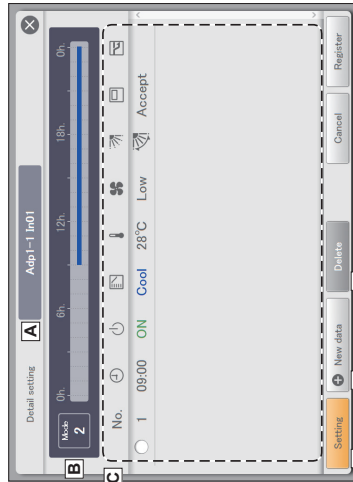 Detail setting
A
Adp1-1 In01
B
Mode
2
0h. 6h. 12h. 18h. 0h.
C
No.
1 09:00 ON Cool 28°C Low Accept
Setting
New data
Delete
Cancel
Register